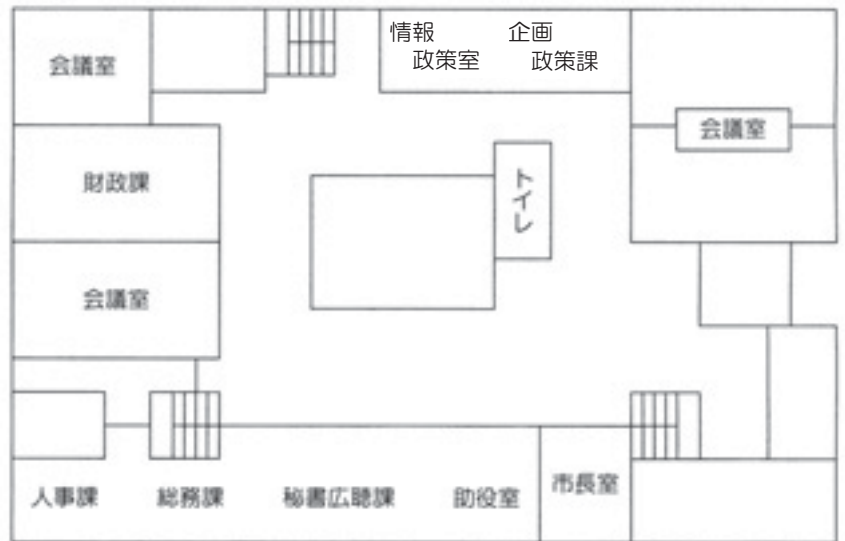 情報 企画
政策室 政策課
会議室
会議室
財政課
トイレ
会議室
人事課 総務課 秘書広聴課 助役室 市長室